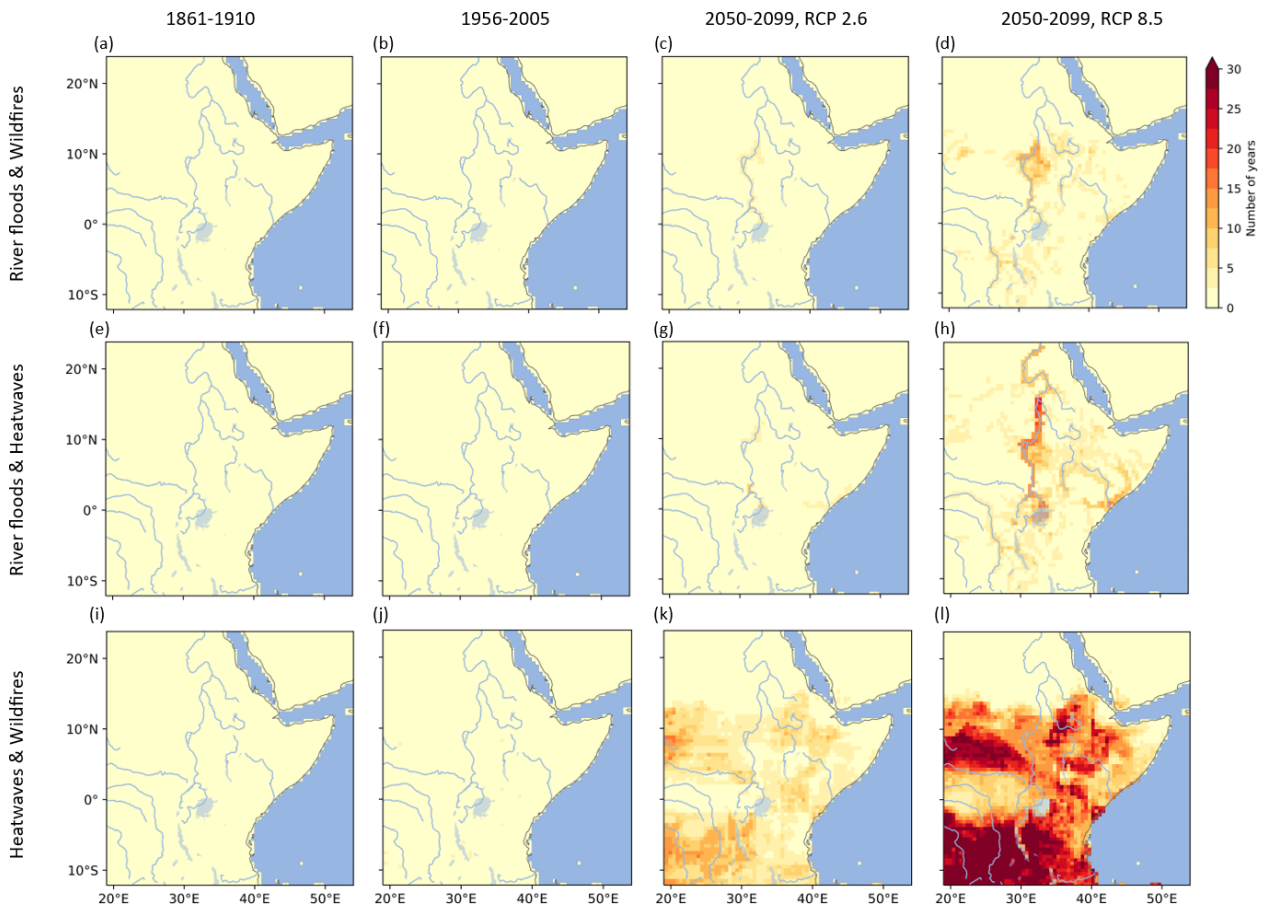 1861-1910 1956-2005 2050-2099, RCP 2.6 2050-2099, RCP 8.5
River floods & Wildfires
(a) (b) (c) (d)
20°N
10°N
0°
10°S
30
25
20
15
10
5
0
Number of years
River floods & Heatwaves
(e) (f) (g) (h)
20°N
10°N
0°
10°S
Heatwaves & Wildfires
(i) (j) (k) (l)
20°N
10°N
0°
10°S
20°E 30°E 40°E 50°E 20°E 30°E 40°E 50°E 20°E 30°E 40°E 50°E 20°E 30°E 40°E 50°E